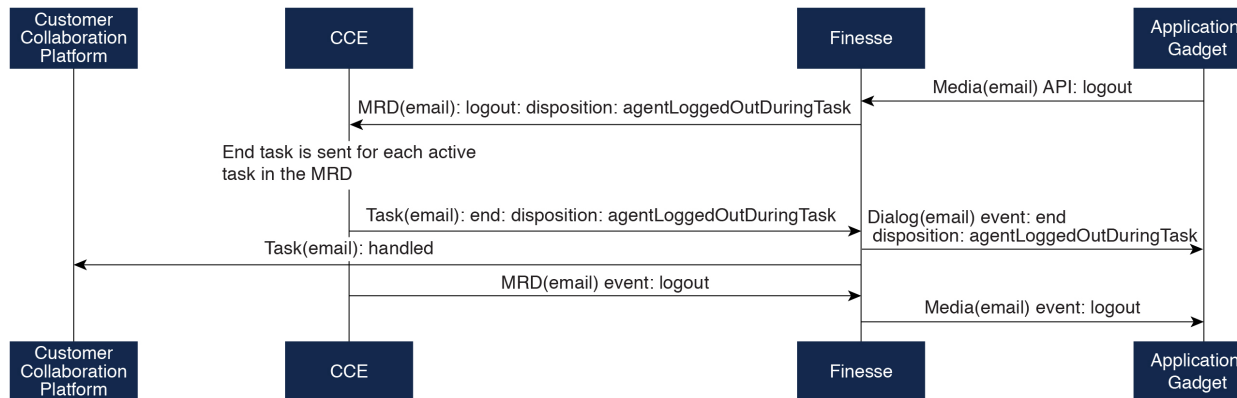 Customer
Collaboration
Platform
CCE
Finesse
Application
Gadget
Media(email) API: logout
MRD(email): logout: disposition: agentLoggedOutDuringTask
End task is sent for each active
task in the MRD
Task(email): end: disposition: agentLoggedOutDuringTask
Dialog(email) event: end
disposition: agentLoggedOutDuringTask
Task(email): handled
MRD(email) event: logout
Media(email) event: logout
Customer
Collaboration
Platform
CCE
Finesse
Application
Gadget